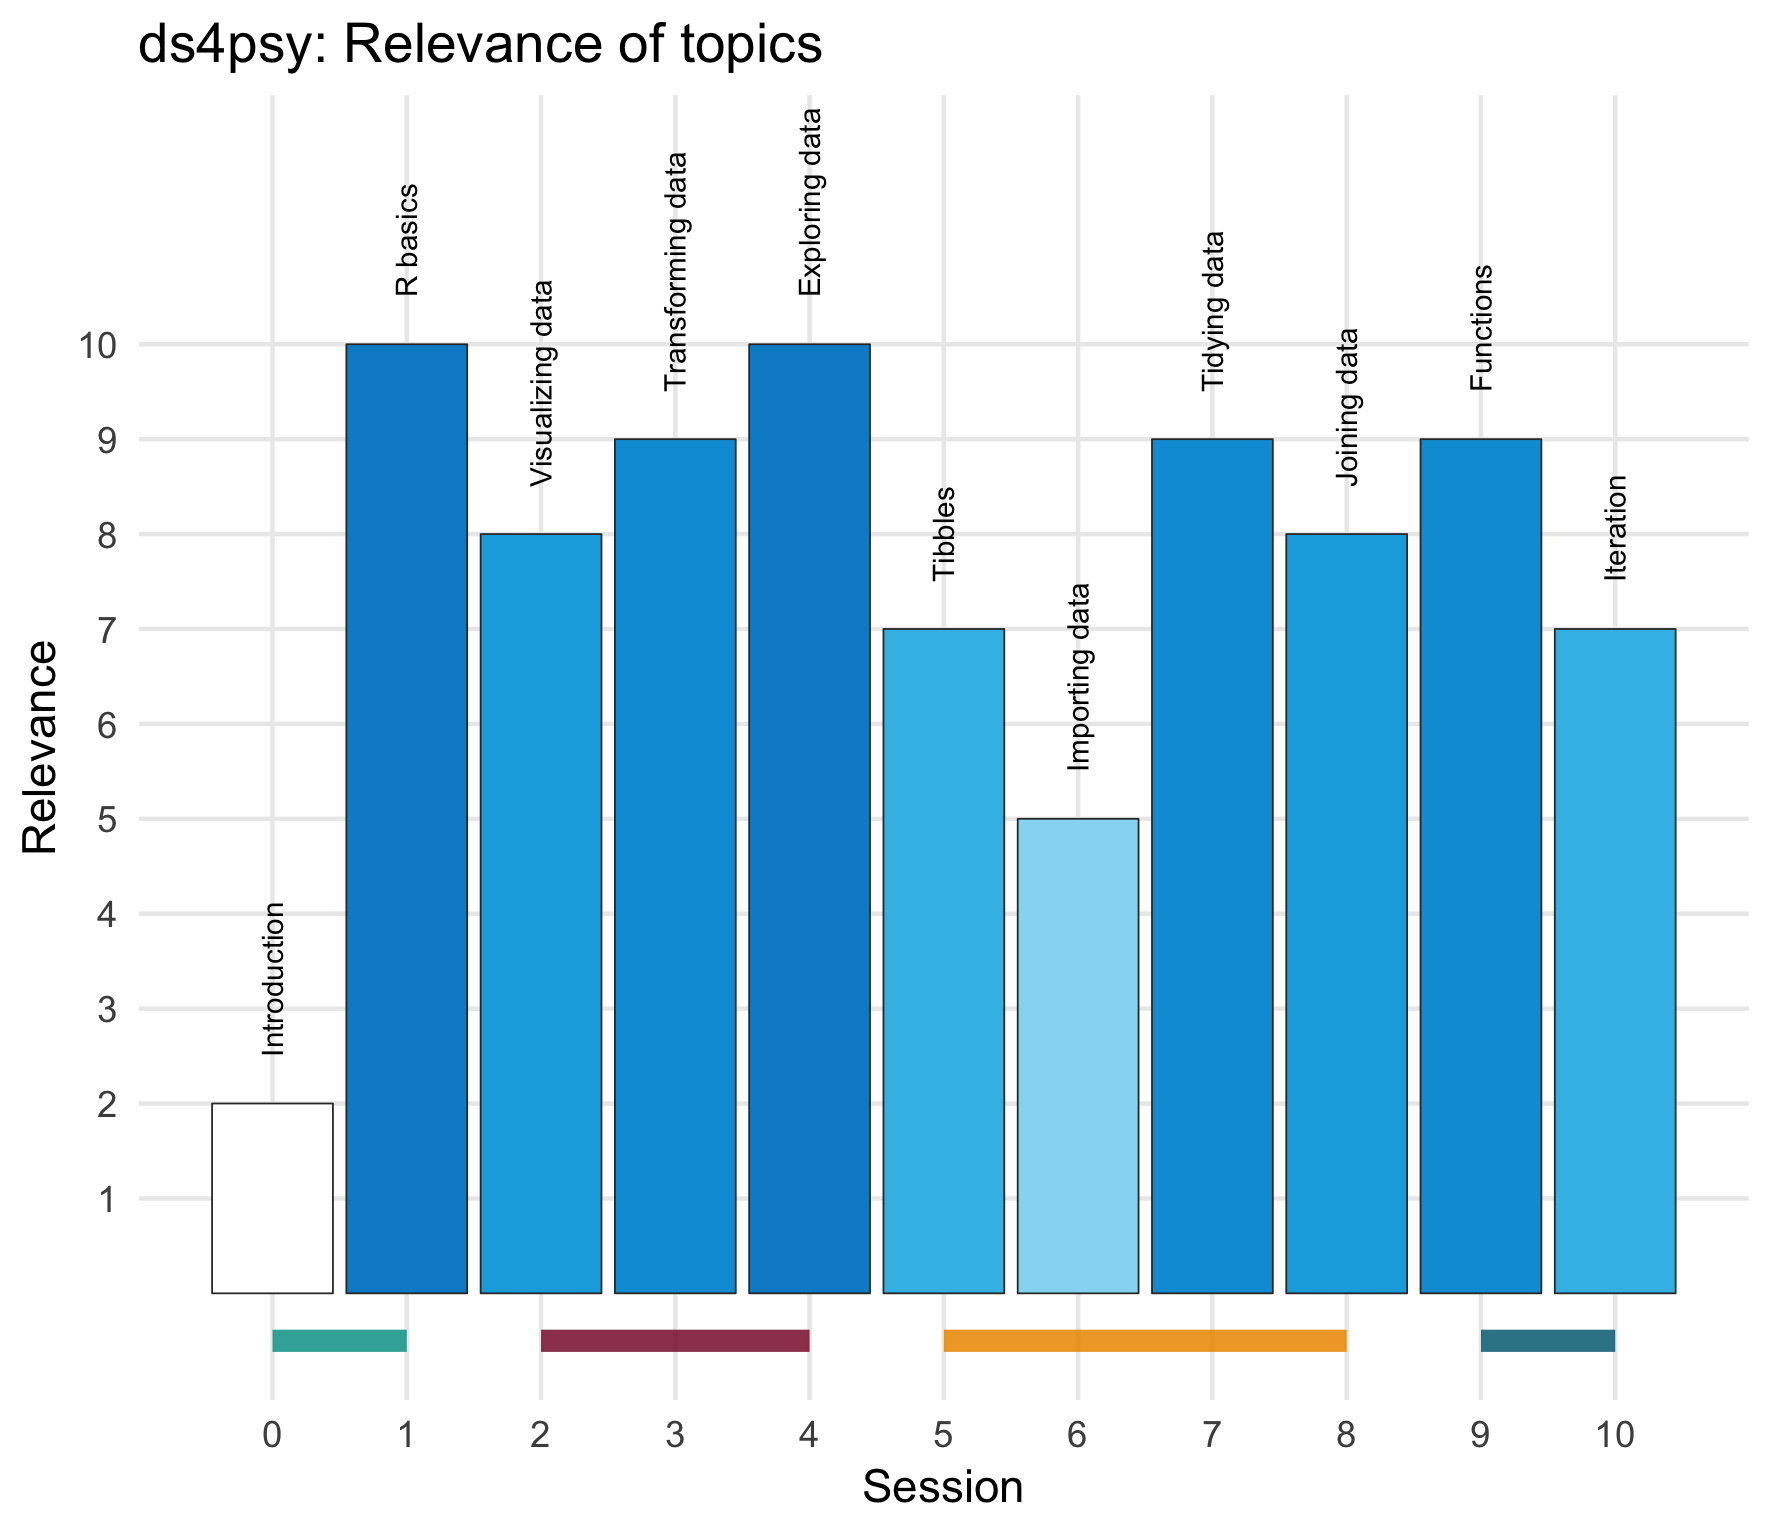 ds4psy: Relevance of topics
Relevance
10
9
8
7
6
5
4
3
2
1
Introduction
R basics
Visualizing data
Transforming data
Exploring data
Tibbles
Importing data
Tidying data
Joining data
Functions
Iteration
0 1 2 3 4 5 6 7 8 9 10
Session